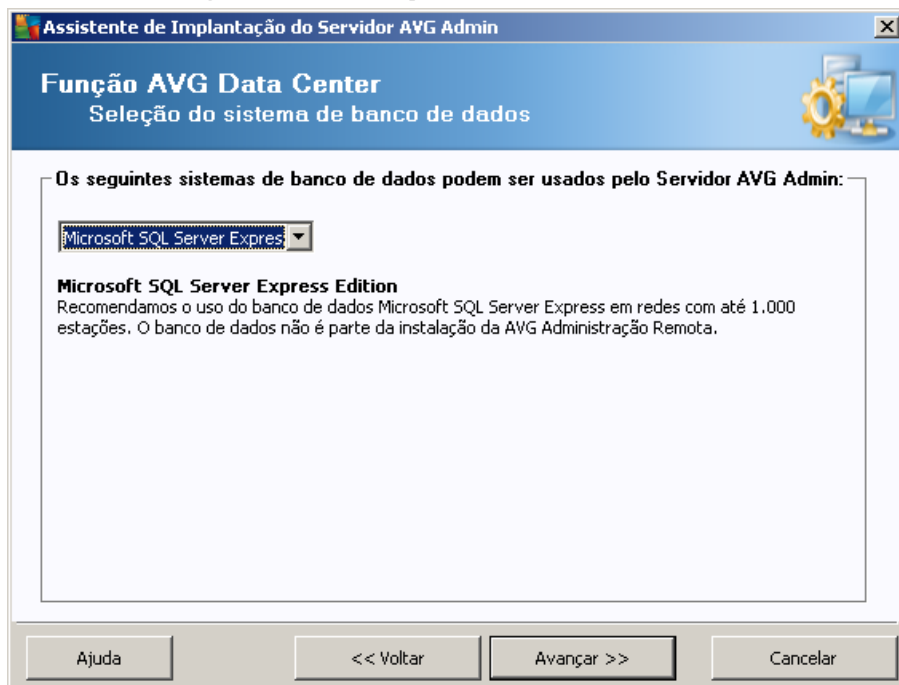 Assistente de Implantação do Servidor AVG Admin
Função AVG Data Center
Seleção do sistema de banco de dados
Os seguintes sistemas de banco de dados podem ser usados pelo Servidor AVG Admin:
Microsoft SQL Server Expres
Microsoft SQL Server Express Edition
Recomendamos o uso do banco de dados Microsoft SQL Server Express em redes com até 1.000
estações. O banco de dados não é parte da instalação da AVG Administração Remota.
Ajuda
<< Voltar
Avançar >>
Cancelar